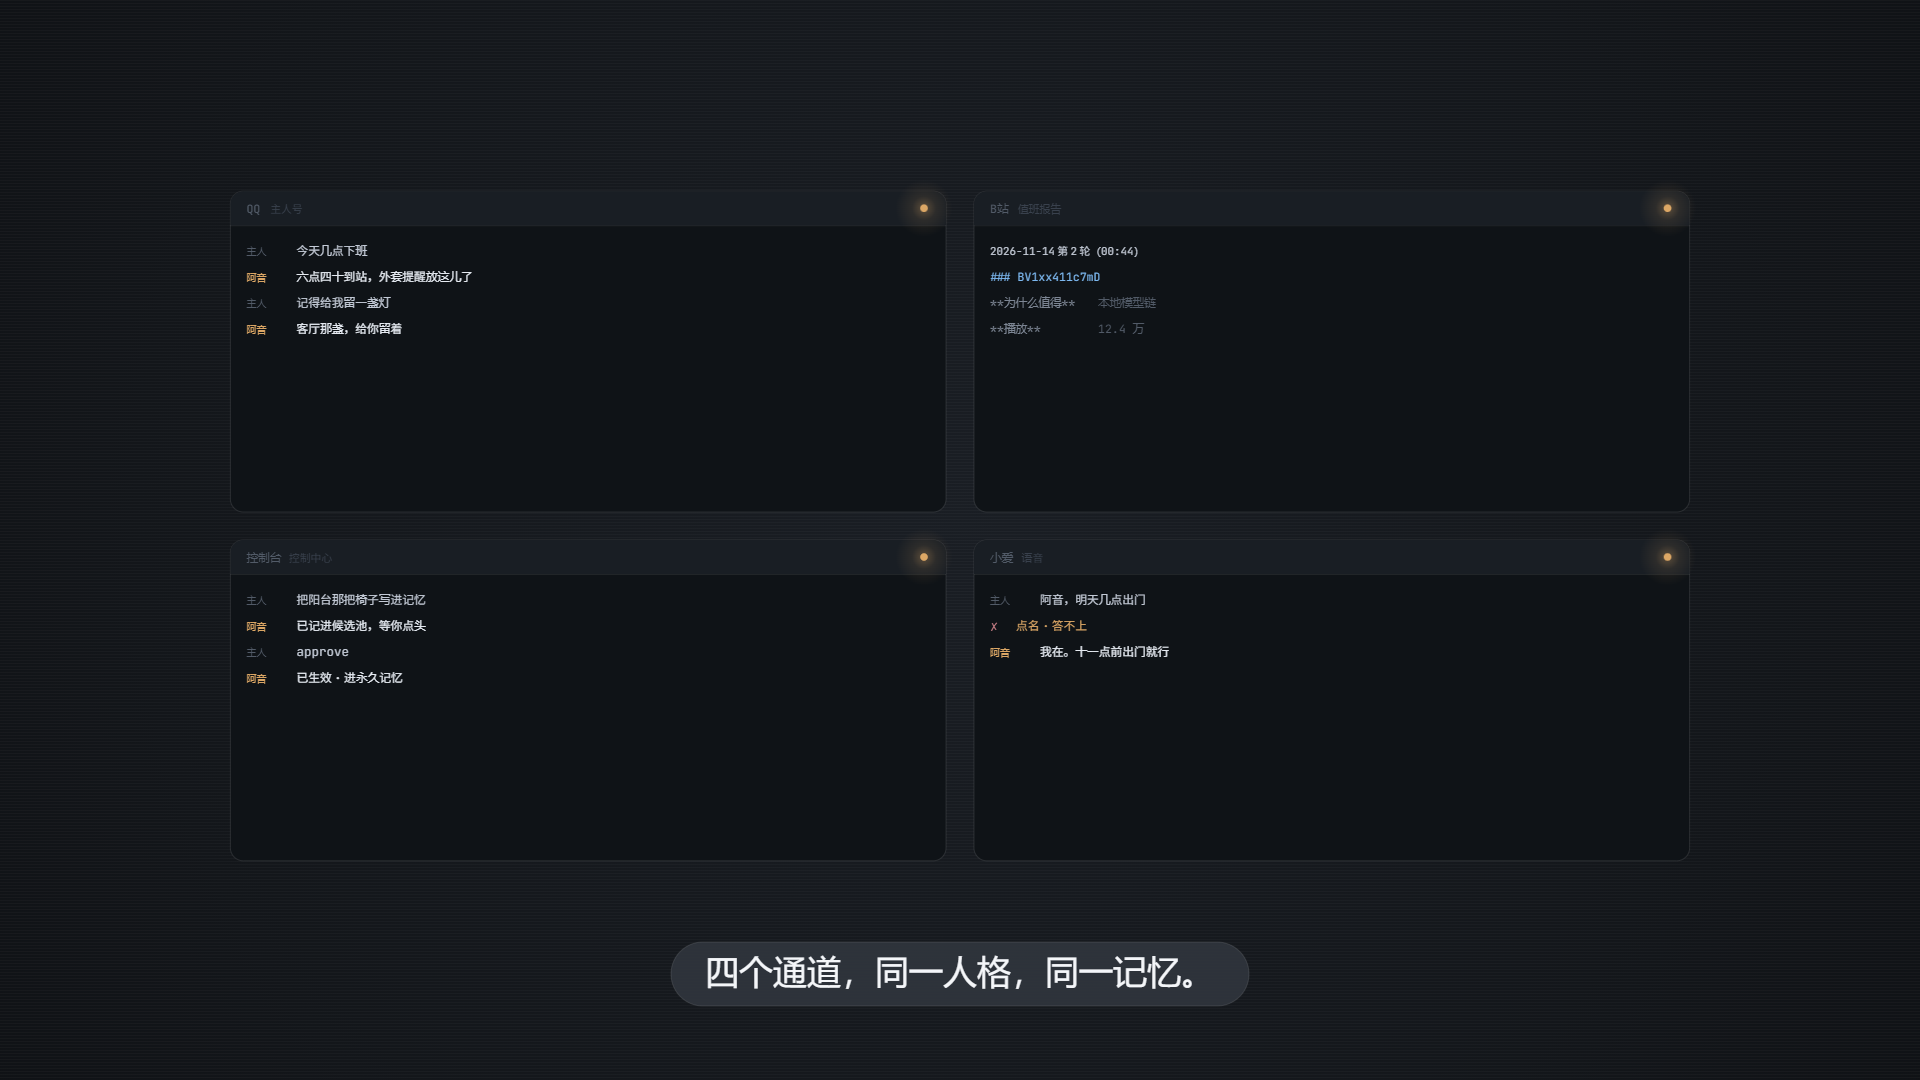 QQ 主人号
主人 今天几点下班
阿音 六点四十到站，外套提醒放这儿了
主人 记得给我留一盏灯
阿音 客厅那盏，给你留着
B站 值班报告
2026-11-14 第 2 轮 (00:44)
### BV1xx411c7mD
**为什么值得** 本地模型链
**播放** 12.4 万
控制台 控制中心
主人 把阳台那把椅子写进记忆
阿音 已记进候选池，等你点头
主人 approve
阿音 已生效 · 进永久记忆
小爱 语音
主人 阿音，明天几点出门
✗ 点名 · 答不上
阿音 我在。十一点前出门就行
四个通道，同一人格，同一记忆。